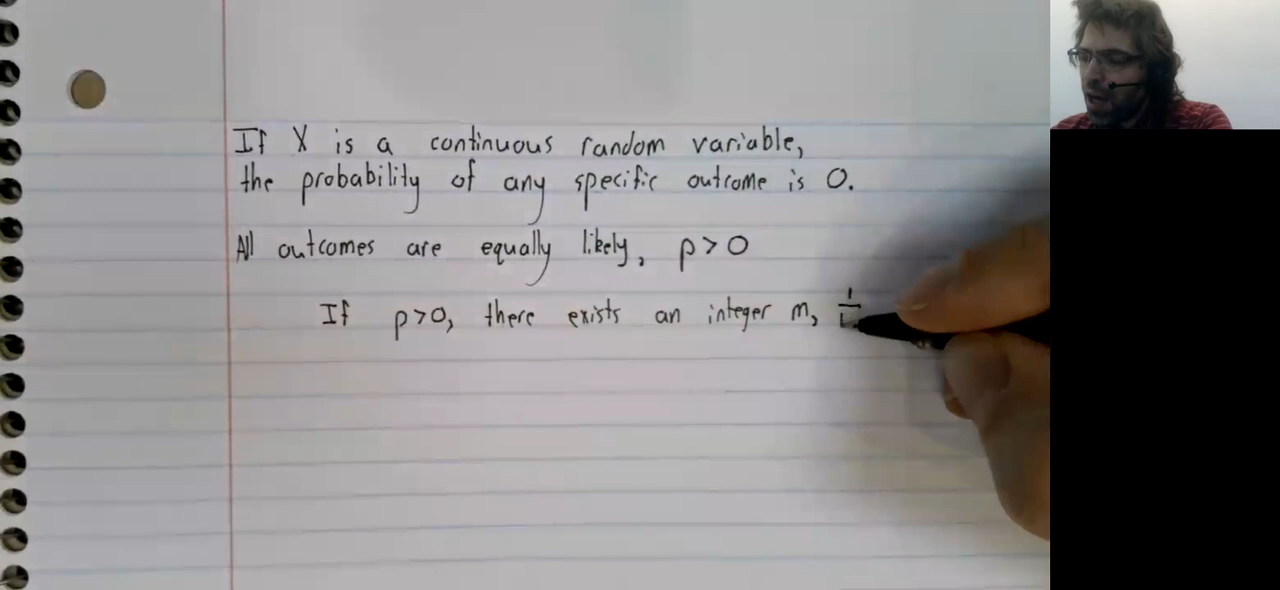 If X is a continuous random variable,
the probability of any specific outcome is 0.
All outcomes are equally likely, p>0
If p>0, there exists an integer m, 1